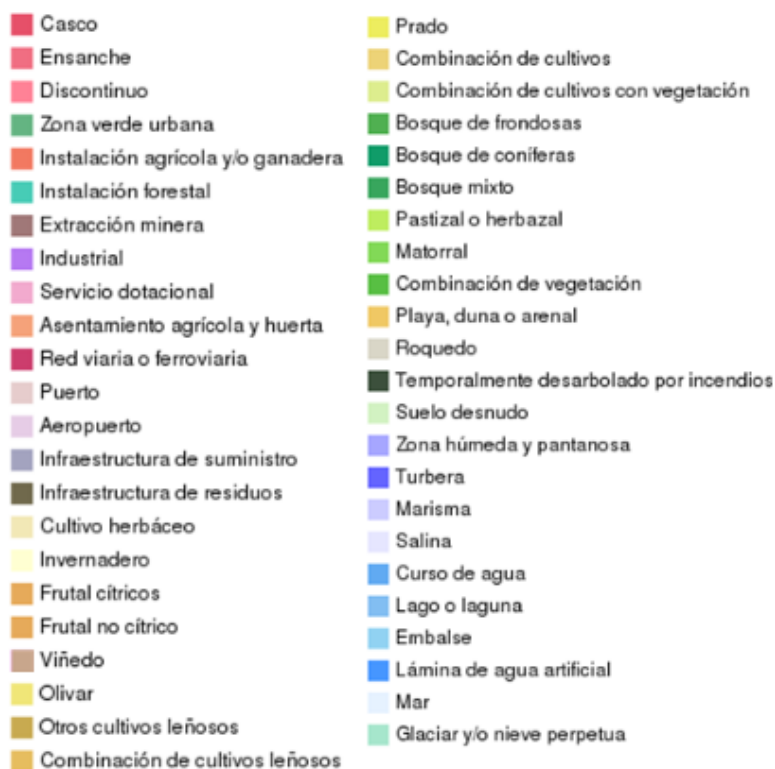 Casco
Ensanche
Discontinuo
Zona verde urbana
Instalación agrícola y/o ganadera
Instalación forestal
Extracción minera
Industrial
Servicio dotacional
Asentamiento agrícola y huerta
Red viaria o ferroviaria
Puerto
Aeropuerto
Infraestructura de suministro
Infraestructura de residuos
Cultivo herbáceo
Invernadero
Frutal cítricos
Frutal no cítrico
Viñedo
Olivar
Otros cultivos leñosos
Combinación de cultivos leñosos
Prado
Combinación de cultivos
Combinación de cultivos con vegetación
Bosque de frondosas
Bosque de coníferas
Bosque mixto
Pastizal o herbazal
Matorral
Combinación de vegetación
Playa, duna o arenal
Roquedo
Temporalmente desarbolado por incendios
Suelo desnudo
Zona húmeda y pantanosa
Turbera
Marisma
Salina
Curso de agua
Lago o laguna
Embalse
Lámina de agua artificial
Mar
Glaciar y/o nieve perpetua